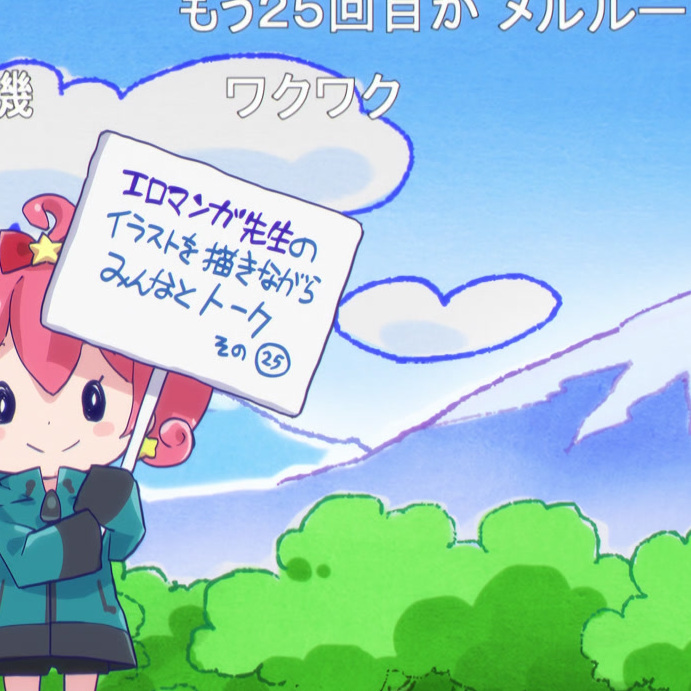 もう25回目か メルルー
機
ワクワク
エロマンガ先生の
イラストを描きながら
みんなとトーク
その㉕